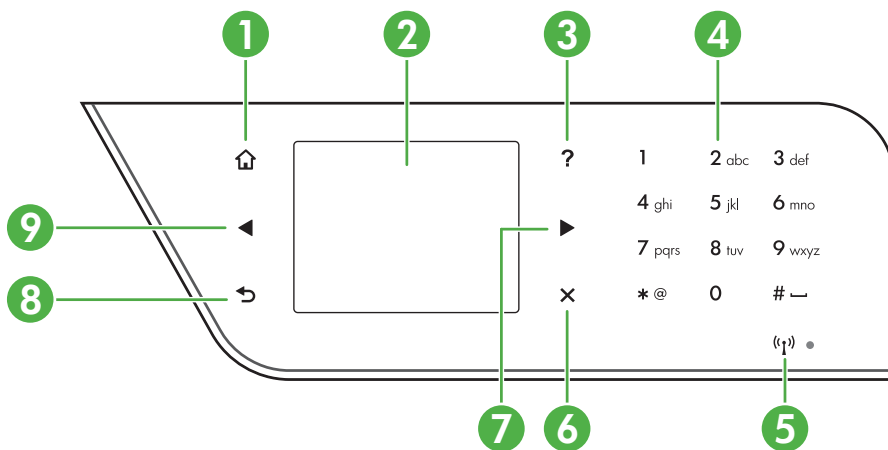 1 2 3 4
? 1 2 abc 3 def
9 4 ghi 5 jkl 6 mno
7 pqrs 8 tuv 9 wxyz
8 * @ 0 #
7 6 5